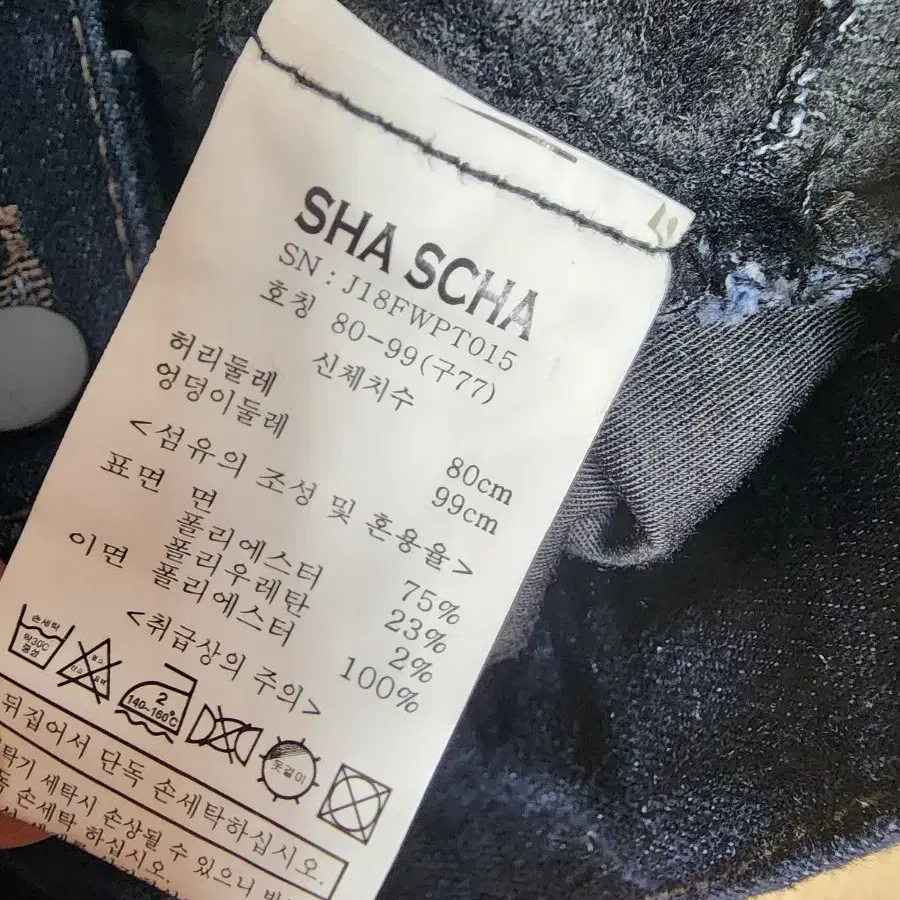 SHA SCHA
SN : J18FWPT015
호칭 80-99(구77)
신체치수
허리둘레 80cm
엉덩이둘레 99cm
<섬유의 조성 및 혼용율>
표면 면 75%
폴리에스터 23%
폴리우레탄 2%
이면 폴리에스터 100%
<취급상의 주의>
손세탁
약30℃
중성
염소
2
140-160℃
옷걸이
뒤집어서 단독 손세탁하십시오.
세탁시 손상될 수 있으니
손세탁 하십시오.